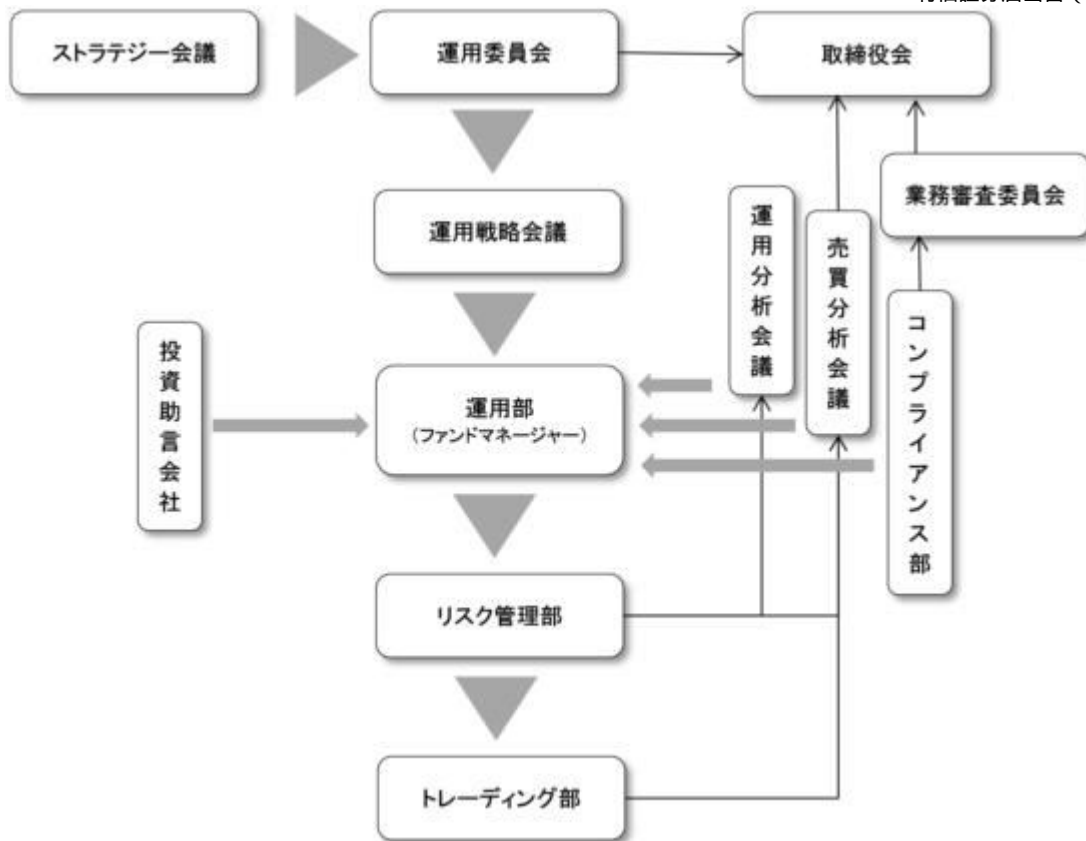 ストラテジー会議
運用委員会
取締役会
業務審査委員会
運用戦略会議
運用分析会議
売買分析会議
コンプライアンス部
投資助言会社
運用部
(ファンドマネージャー)
リスク管理部
トレーディング部